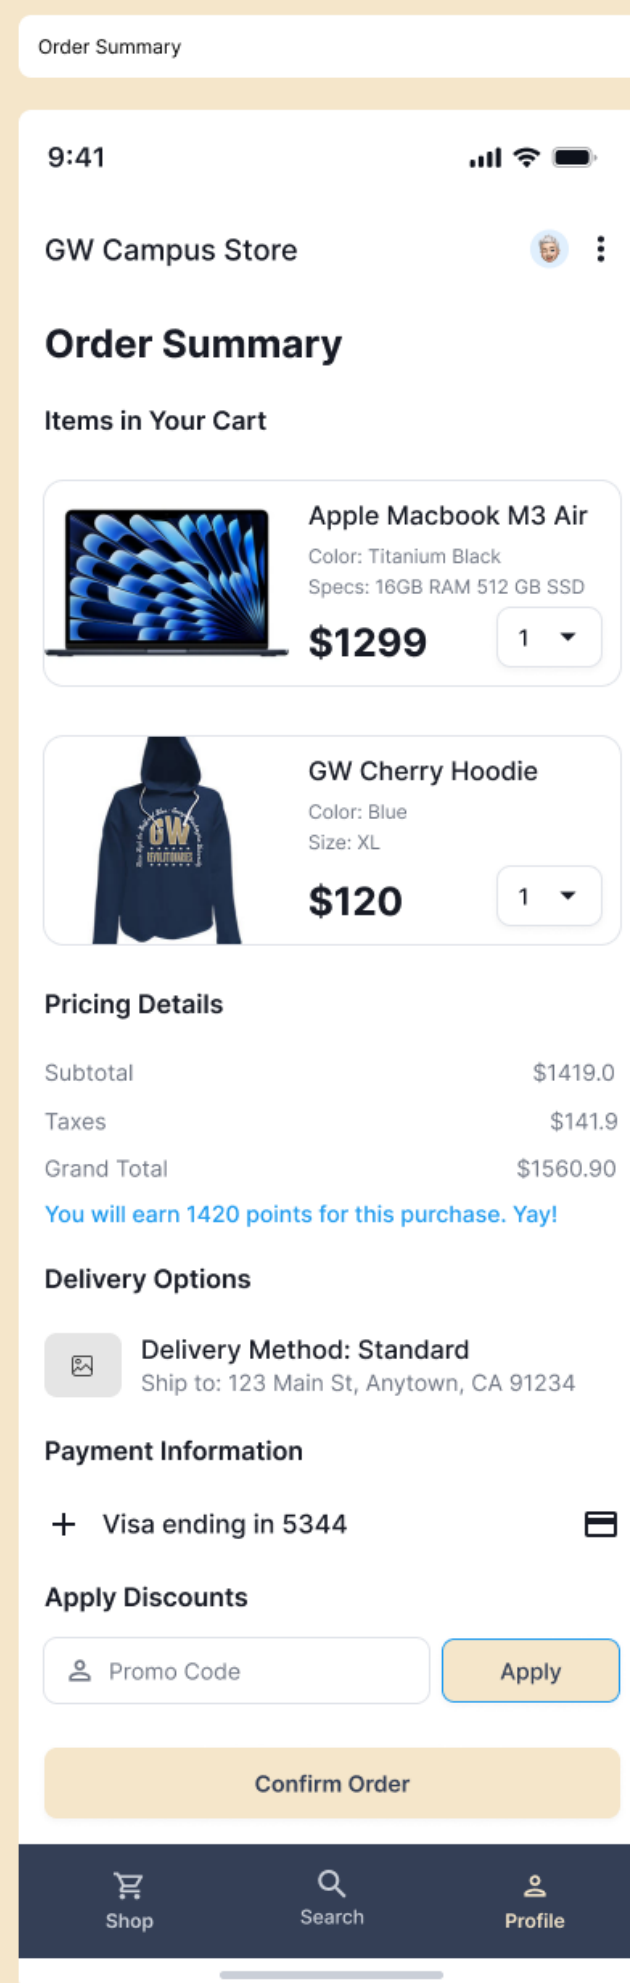 Order Summary
9:41
GW Campus Store
Order Summary
Items in Your Cart
Apple Macbook M3 Air
Color: Titanium Black
Specs: 16GB RAM 512 GB SSD
$1299
1
GW Cherry Hoodie
Color: Blue
Size: XL
$120
1
GW
REVOLUTIONARIES
Pricing Details
Subtotal $1419.0
Taxes $141.9
Grand Total $1560.90
You will earn 1420 points for this purchase. Yay!
Delivery Options
Delivery Method: Standard
Ship to: 123 Main St, Anytown, CA 91234
Payment Information
Visa ending in 5344
Apply Discounts
Promo Code
Apply
Confirm Order
Shop
Search
Profile